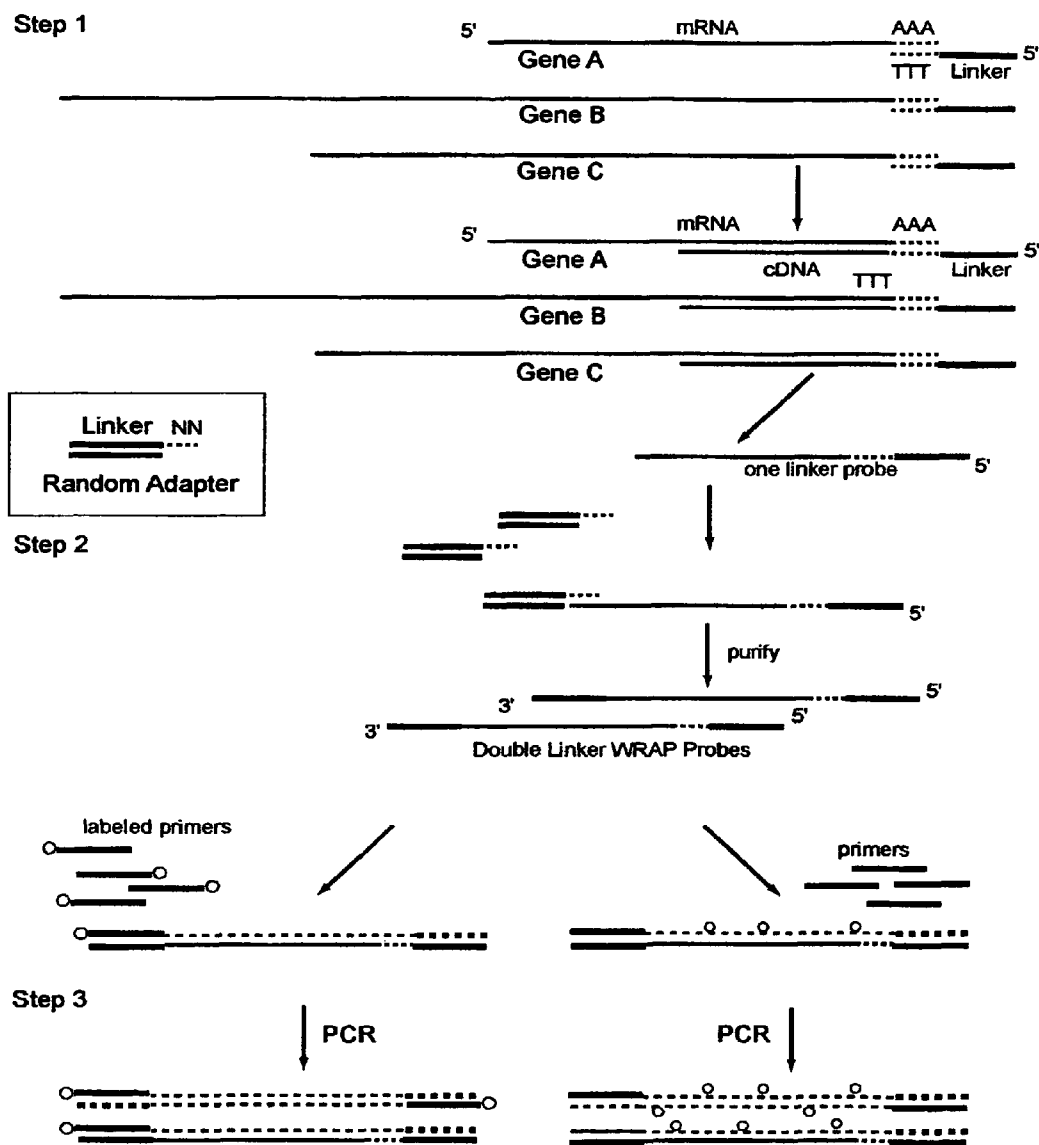 Step 1
5' mRNA AAA
Gene A 5'
TTT Linker
Gene B
Gene C
mRNA AAA
5' 5'
Gene A cDNA Linker
TTT
Gene B
Gene C
Linker NN
Random Adapter
one linker probe 5'
Step 2
5'
purify
3' 5'
3' 5'
Double Linker WRAP Probes
labeled primers
primers
Step 3
PCR PCR